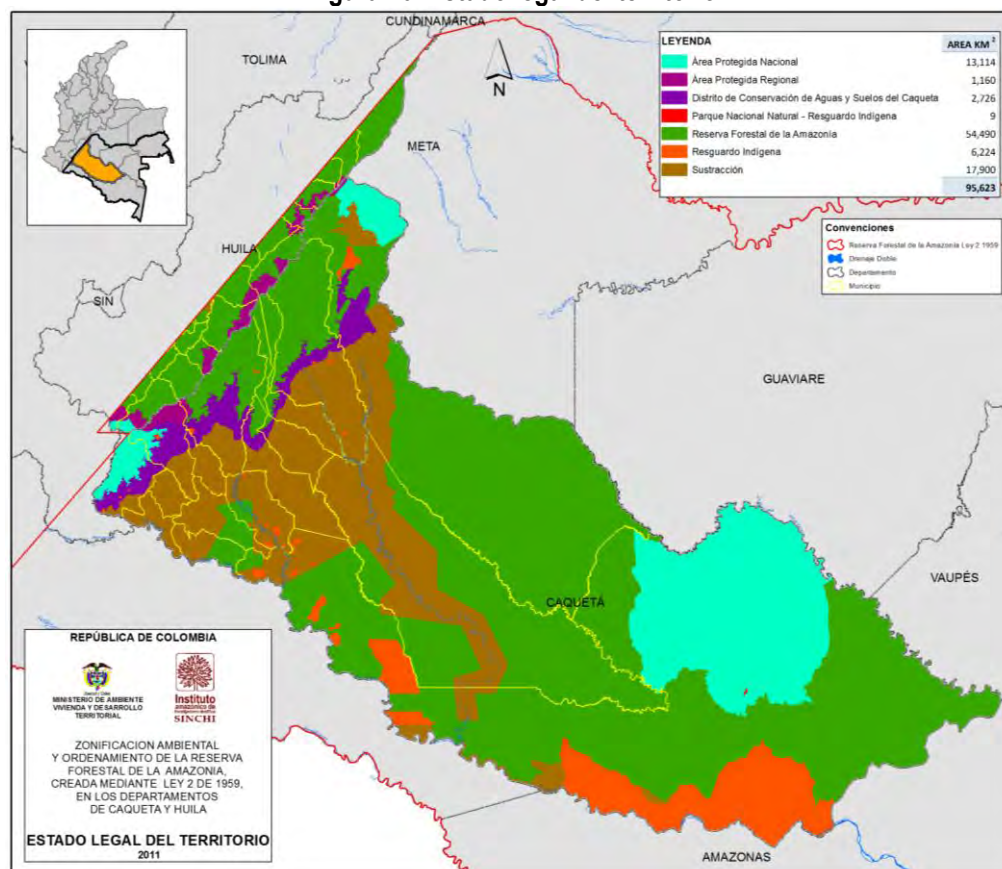 CUNDINAMARCA
TOLIMA
N
META
HUILA
SIN
GUAVIARE
VAUPÉS
CAQUETÁ
AMAZONAS
LEYENDA AREA KM²
Área Protegida Nacional 13,114
Área Protegida Regional 1,160
Distrito de Conservación de Aguas y Suelos del Caqueta 2,726
Parque Nacional Natural - Resguardo Indígena 9
Reserva Forestal de la Amazonía 54,490
Resguardo Indígena 6,224
Sustracción 17,900
95,623
Convenciones
Reserva Forestal de la Amazonía Ley 2 1959
Drenaje Doble
Departamento
Municipio
REPÚBLICA DE COLOMBIA
MINISTERIO DE AMBIENTE
VIVIENDA Y DESARROLLO
TERRITORIAL
Instituto
amazónico de
SINCHI
ZONIFICACION AMBIENTAL
Y ORDENAMIENTO DE LA RESERVA
FORESTAL DE LA AMAZONIA,
CREADA MEDIANTE LEY 2 DE 1959,
EN LOS DEPARTAMENTOS
DE CAQUETA Y HUILA
ESTADO LEGAL DEL TERRITORIO
2011